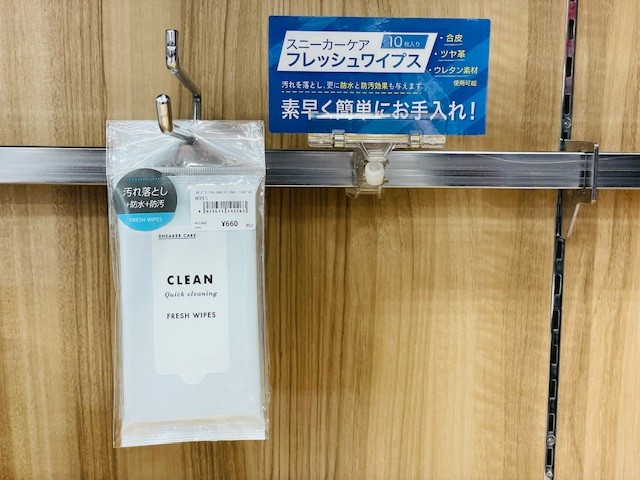 スニーカーケア 10枚入り
フレッシュワイプス
・合皮
・ツヤ革
・ウレタン素材
使用可能
汚れを落とし、更に防水と防汚効果も与えます
素早く簡単にお手入れ!
汚れ落とし
+防水+防汚
FRESH WIPES
¥660
SNEAKER CARE
CLEAN
Quick cleaning
FRESH WIPES